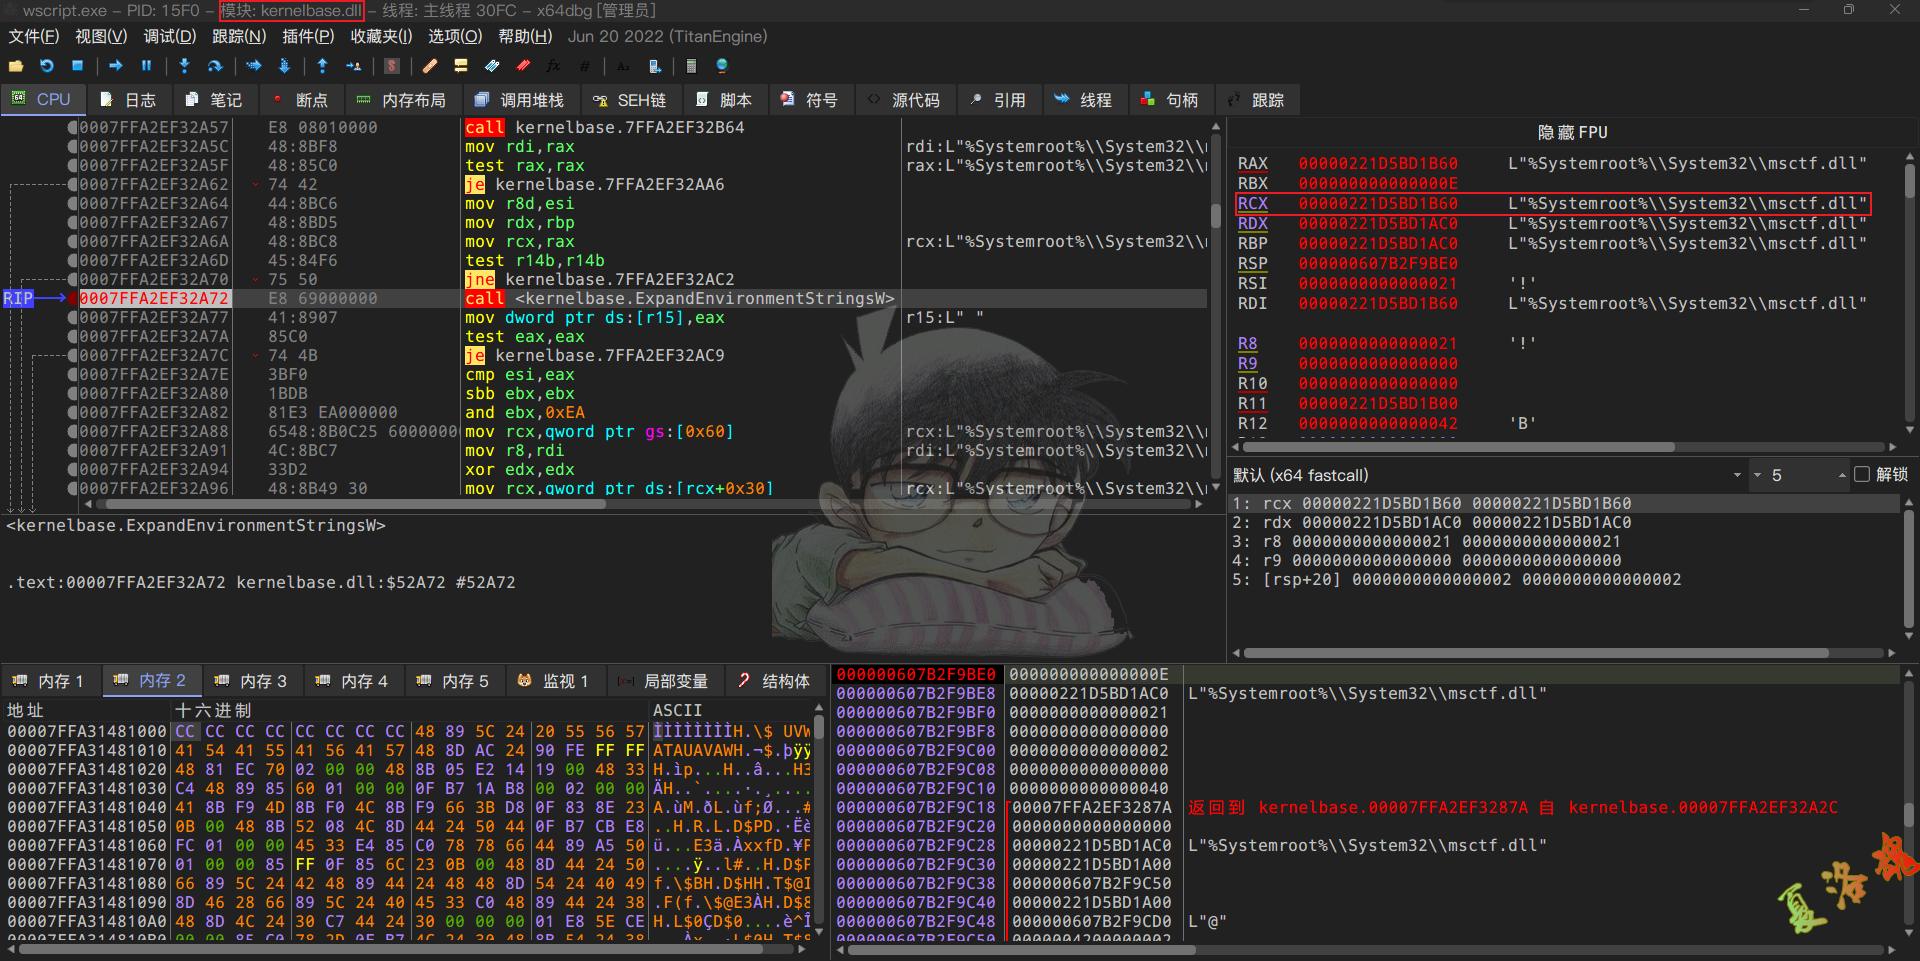 wscript.exe – PID: 15F0 – 模块: kernelbase.dll – 线程: 主线程 30FC – x64dbg [管理员]
文件(F) 视图(V) 调试(D) 跟踪(N) 插件(P) 收藏夹(I) 选项(O) 帮助(H) Jun 20 2022 (TitanEngine)
CPU 日志 笔记 断点 内存布局 调用堆栈 SEH链 脚本 符号 源代码 引用 线程 句柄 跟踪
00007FFA2EF32A57 E8 08010000 call kernelbase.7FFA2EF32B64
00007FFA2EF32A5C 48:8BF8 mov rdi,rax rdi:L"%Systemroot%\\System32\\
00007FFA2EF32A5F 48:85C0 test rax,rax rax:L"%Systemroot%\\System32\\
00007FFA2EF32A62 74 42 je kernelbase.7FFA2EF32AA6
00007FFA2EF32A64 44:8BC6 mov r8d,esi
00007FFA2EF32A67 48:8BD5 mov rdx,rbp
00007FFA2EF32A6A 48:8BC8 mov rcx,rax rcx:L"%Systemroot%\\System32\\
00007FFA2EF32A6D 45:84F6 test r14b,r14b
00007FFA2EF32A70 75 50 jne kernelbase.7FFA2EF32AC2
RIP 00007FFA2EF32A72 E8 69000000 call <kernelbase.ExpandEnvironmentStringsW>
00007FFA2EF32A77 41:8907 mov dword ptr ds:[r15],eax r15:L" "
00007FFA2EF32A7A 85C0 test eax,eax
00007FFA2EF32A7C 74 4B je kernelbase.7FFA2EF32AC9
00007FFA2EF32A7E 3BF0 cmp esi,eax
00007FFA2EF32A80 1BDB sbb ebx,ebx
00007FFA2EF32A82 81E3 EA000000 and ebx,0xEA
00007FFA2EF32A88 6548:8B0C25 6000000 mov rcx,qword ptr gs:[0x60] rcx:L"%Systemroot%\\System32\\
00007FFA2EF32A91 4C:8BC7 mov r8,rdi rdi:L"%Systemroot%\\System32\\
00007FFA2EF32A94 33D2 xor edx,edx
00007FFA2EF32A96 48:8B49 30 mov rcx,qword ptr ds:[rcx+0x30] rcx:L"%Systemroot%\\System32\\
隐藏FPU
RAX 00000221D5BD1B60 L"%Systemroot%\\System32\\msctf.dll"
RBX 000000000000000E
RCX 00000221D5BD1B60 L"%Systemroot%\\System32\\msctf.dll"
RDX 00000221D5BD1AC0 L"%Systemroot%\\System32\\msctf.dll"
RBP 00000221D5BD1AC0 L"%Systemroot%\\System32\\msctf.dll"
RSP 000000607B2F9BE0
RSI 0000000000000021 '!'
RDI 00000221D5BD1B60 L"%Systemroot%\\System32\\msctf.dll"
R8 0000000000000021 '!'
R9 0000000000000000
R10 0000000000000000
R11 00000221D5BD1B00
R12 0000000000000042 'B'
默认 (x64 fastcall) 5 解锁
1: rcx 00000221D5BD1B60 00000221D5BD1B60
2: rdx 00000221D5BD1AC0 00000221D5BD1AC0
3: r8 0000000000000021 0000000000000021
4: r9 0000000000000000 0000000000000000
5: [rsp+20] 0000000000000002 0000000000000002
<kernelbase.ExpandEnvironmentStringsW>
.text:00007FFA2EF32A72 kernelbase.dll:$52A72 #52A72
内存 1 内存 2 内存 3 内存 4 内存 5 监视 1 局部变量 结构体
地址 十六进制 ASCII
00007FFA31481000 CC CC CC CC CC CC CC CC 48 89 5C 24 20 55 56 57 ÌÌÌÌÌÌÌÌH.\$ UVW
00007FFA31481010 41 54 41 55 41 56 41 57 48 8D AC 24 90 FE FF FF ATAUAVAWH.¬$.þÿÿ
00007FFA31481020 48 81 EC 70 02 00 00 48 8B 05 E2 14 19 00 48 33 H.ìp...H..â...H3
00007FFA31481030 C4 48 89 85 60 01 00 00 0F B7 1A B8 00 02 00 00 ÄH..`....·.¸....
00007FFA31481040 41 8B F9 4D 8B F0 4C 8B F9 66 3B D8 0F 83 8E 23 A.ùM.ðL.ùf;Ø...#
00007FFA31481050 0B 00 48 8B 52 08 4C 8D 44 24 50 44 0F B7 CB E8 ..H.R.L.D$PD.·Ëè
00007FFA31481060 FC 01 00 00 45 33 E4 85 C0 78 78 66 44 89 A5 50 ü...E3ä.ÀxxfD.¥P
00007FFA31481070 01 00 00 85 FF 0F 85 6C 23 0B 00 48 8D 44 24 50 ....ÿ..l#..H.D$P
00007FFA31481080 66 89 5C 24 42 48 89 44 24 48 48 8D 54 24 40 49 f.\$BH.D$HH.T$@I
00007FFA31481090 8D 46 28 66 89 5C 24 40 45 33 C0 48 89 44 24 38 .F(f.\$@E3ÀH.D$8
00007FFA314810A0 48 8D 4C 24 30 C7 44 24 30 00 00 00 01 E8 5E CE H.L$0ÇD$0....è^Î
000000607B2F9BE0 000000000000000E
000000607B2F9BE8 00000221D5BD1AC0 L"%Systemroot%\\System32\\msctf.dll"
000000607B2F9BF0 0000000000000021
000000607B2F9BF8 0000000000000000
000000607B2F9C00 0000000000000002
000000607B2F9C08 0000000000000000
000000607B2F9C10 0000000000000040
000000607B2F9C18 00007FFA2EF3287A 返回到 kernelbase.00007FFA2EF3287A 自 kernelbase.00007FFA2EF32A2C
000000607B2F9C20 0000000000000000
000000607B2F9C28 00000221D5BD1AC0 L"%Systemroot%\\System32\\msctf.dll"
000000607B2F9C30 00000221D5BD1A00
000000607B2F9C38 000000607B2F9C50
000000607B2F9C40 00000221D5BD1A00
000000607B2F9C48 000000607B2F9CD0 L"@"
000000607B2F9C50 0000004200000002
夏洛魂